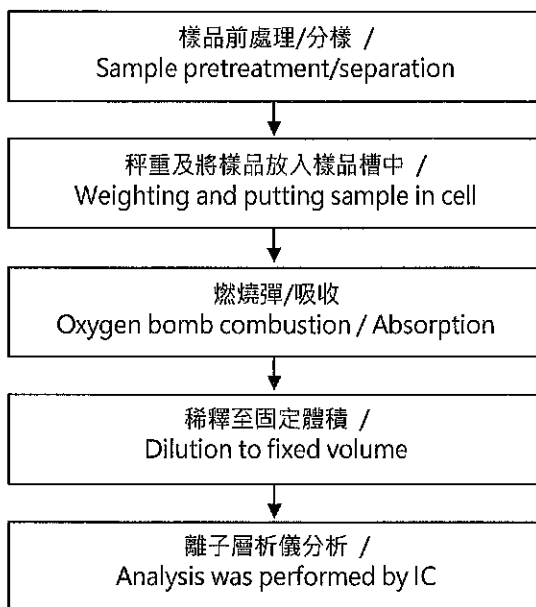 樣品前處理/分樣 /
Sample pretreatment/separation
秤重及將樣品放入樣品槽中 /
Weighting and putting sample in cell
燃燒彈/吸收
Oxygen bomb combustion / Absorption
稀釋至固定體積 /
Dilution to fixed volume
離子層析儀分析 /
Analysis was performed by IC